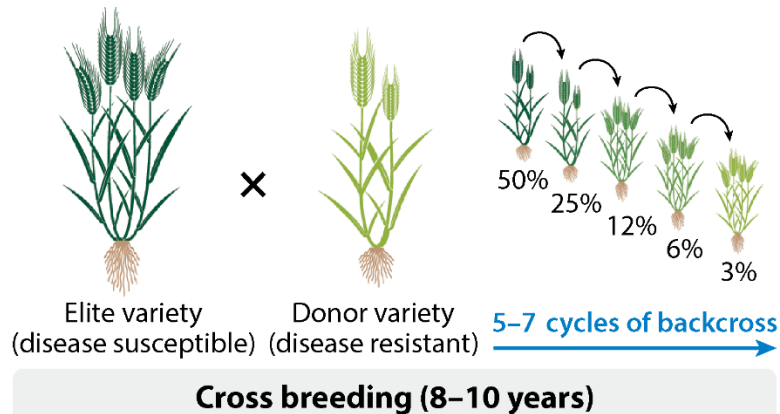 ×
50%
25%
12%
6%
3%
Elite variety
(disease susceptible)
Donor variety
(disease resistant)
5–7 cycles of backcross
Cross breeding (8–10 years)